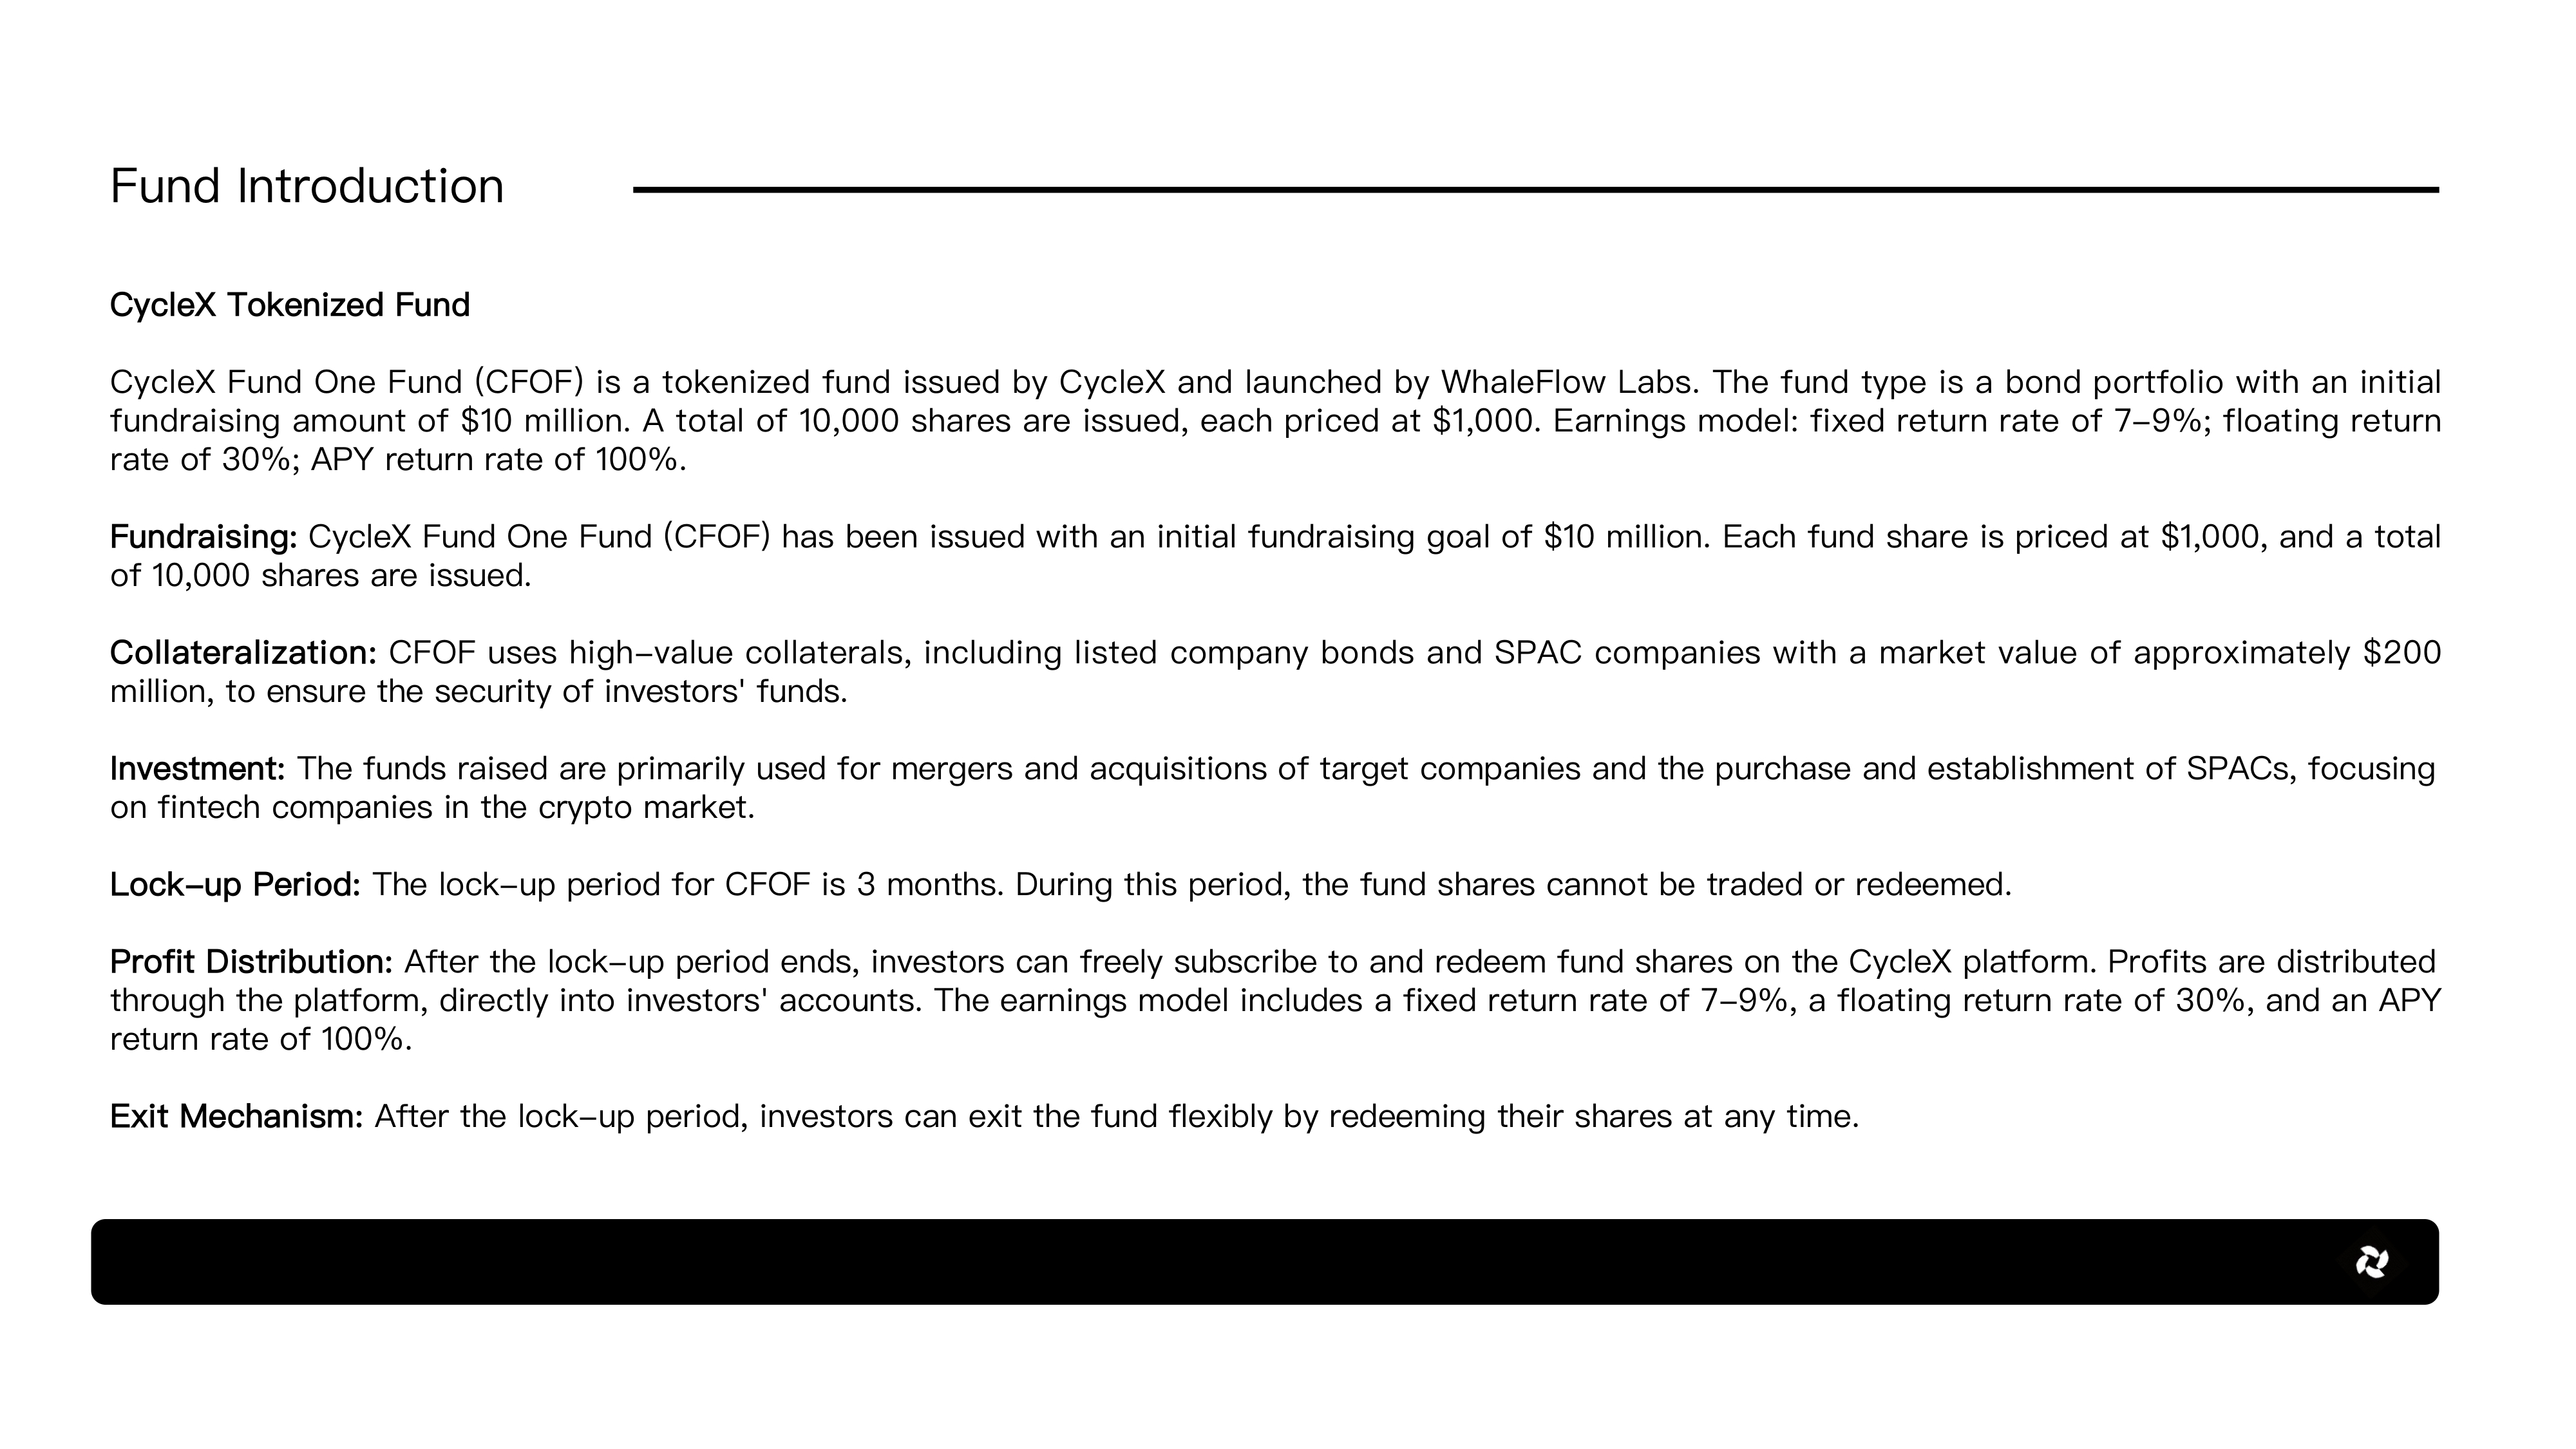 Fund Introduction
CycleX Tokenized Fund
CycleX Fund One Fund (CFOF) is a tokenized fund issued by CycleX and launched by WhaleFlow Labs. The fund type is a bond portfolio with an initial
fundraising amount of $10 million. A total of 10,000 shares are issued, each priced at $1,000. Earnings model: fixed return rate of 7–9%; floating return
rate of 30%; APY return rate of 100%.
Fundraising: CycleX Fund One Fund (CFOF) has been issued with an initial fundraising goal of $10 million. Each fund share is priced at $1,000, and a total
of 10,000 shares are issued.
Collateralization: CFOF uses high–value collaterals, including listed company bonds and SPAC companies with a market value of approximately $200
million, to ensure the security of investors' funds.
Investment: The funds raised are primarily used for mergers and acquisitions of target companies and the purchase and establishment of SPACs, focusing
on fintech companies in the crypto market.
Lock–up Period: The lock–up period for CFOF is 3 months. During this period, the fund shares cannot be traded or redeemed.
Profit Distribution: After the lock–up period ends, investors can freely subscribe to and redeem fund shares on the CycleX platform. Profits are distributed
through the platform, directly into investors' accounts. The earnings model includes a fixed return rate of 7–9%, a floating return rate of 30%, and an APY
return rate of 100%.
Exit Mechanism: After the lock–up period, investors can exit the fund flexibly by redeeming their shares at any time.